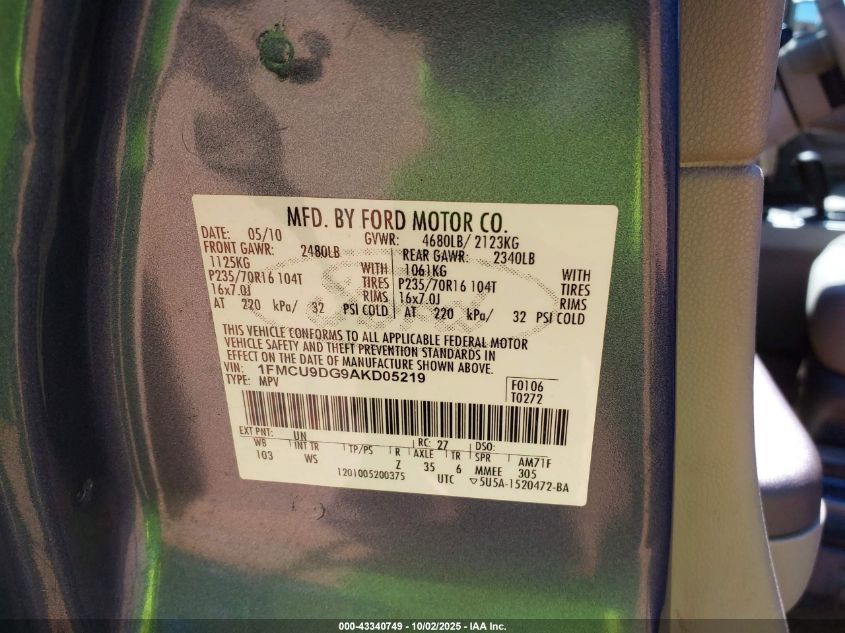 MFD. BY FORD MOTOR CO.
DATE: 05/10 GVWR: 4680LB/ 2123KG
FRONT GAWR: 2480LB REAR GAWR: 2340LB
1125KG WITH 1061KG WITH
P235/70R16 104T TIRES P235/70R16 104T TIRES
16x7.0J RIMS 16x7.0J RIMS
AT 220 kPa/ 32 PSI COLD AT 220 kPa/ 32 PSI COLD
THIS VEHICLE CONFORMS TO ALL APPLICABLE FEDERAL MOTOR
VEHICLE SAFETY AND THEFT PREVENTION STANDARDS IN
EFFECT ON THE DATE OF MANUFACTURE SHOWN ABOVE.
VIN: 1FMCU9DG9AKD05219 F0106
TYPE: MPV T0272
EXT PNT: UN RC: 27 DSO:
WB INT TR TP/PS R AXLE TR SPR AM71F
103 WS Z 35 6 MMEE 305
1201005200375 UTC ▽5U5A-1520472-BA
Ford
000-43340749 - 10/02/2025 - IAA Inc.